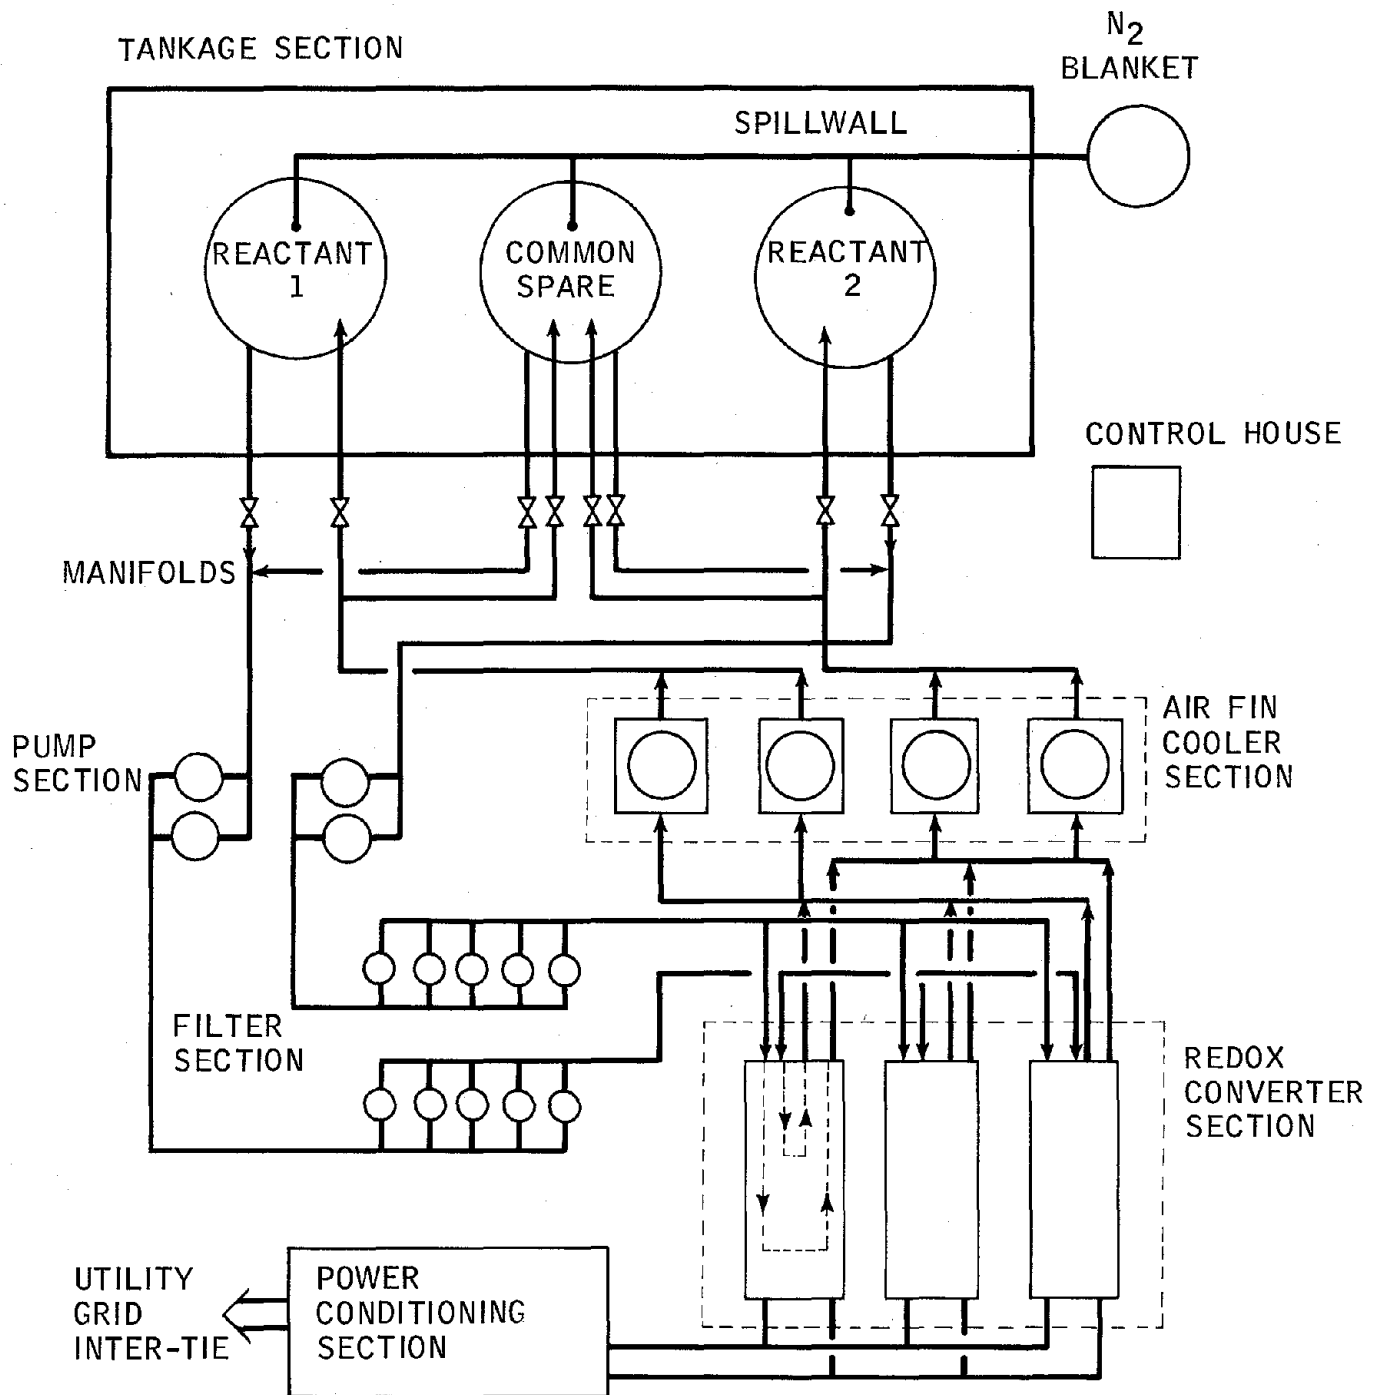 TANKAGE SECTION
N2
BLANKET
SPILLWALL
REACTANT
1
COMMON
SPARE
REACTANT
2
CONTROL HOUSE
MANIFOLDS
AIR FIN
COOLER
SECTION
PUMP
SECTION
FILTER
SECTION
REDOX
CONVERTER
SECTION
UTILITY
GRID
INTER-TIE
POWER
CONDITIONING
SECTION